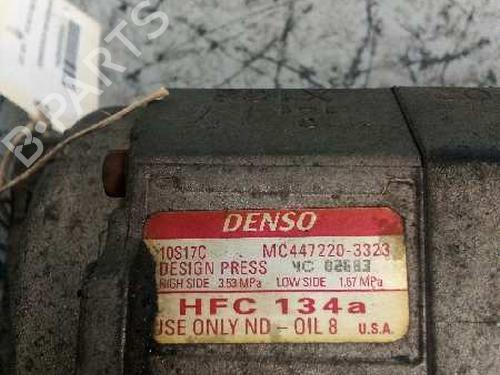 B-PARTS
DENSO
10S17C MC447220-3323
DESIGN PRESS
HIGH SIDE 3.53 MPa LOW SIDE 1.67 MPa
HFC 134a
USE ONLY ND-OIL 8 U.S.A.